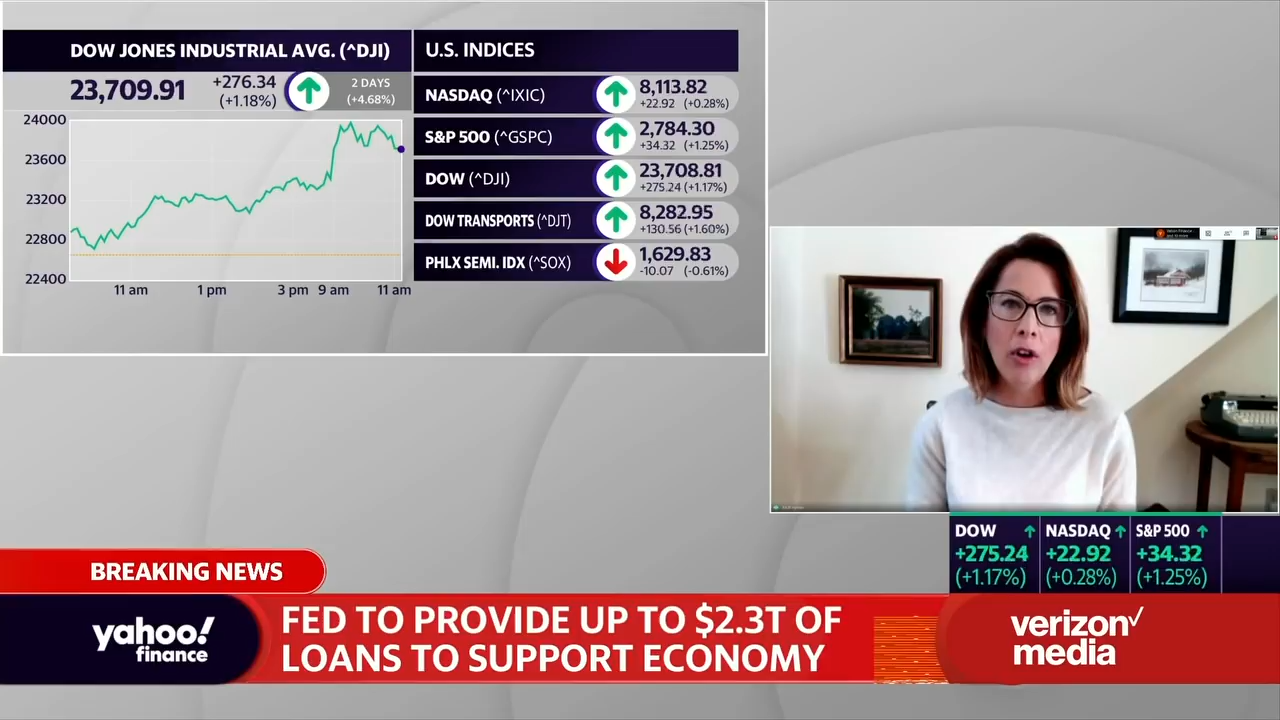 DOW JONES INDUSTRIAL AVG. (^DJI)
23,709.91
+276.34
(+1.18%)
2 DAYS
(+4.68%)
24000
23600
23200
22800
22400
11 am
1 pm
3 pm
9 am
11 am
U.S. INDICES
NASDAQ (^IXIC)
8,113.82
+22.92 (+0.28%)
S&P 500 (^GSPC)
2,784.30
+34.32 (+1.25%)
DOW (^DJI)
23,708.81
+275.24 (+1.17%)
DOW TRANSPORTS (^DJT)
8,282.95
+130.56 (+1.60%)
PHLX SEMI. IDX (^SOX)
1,629.83
-10.07 (-0.61%)
DOW
+275.24
(+1.17%)
NASDAQ
+22.92
(+0.28%)
S&P 500
+34.32
(+1.25%)
BREAKING NEWS
yahoo!
finance
FED TO PROVIDE UP TO $2.3T OF
LOANS TO SUPPORT ECONOMY
verizon
media